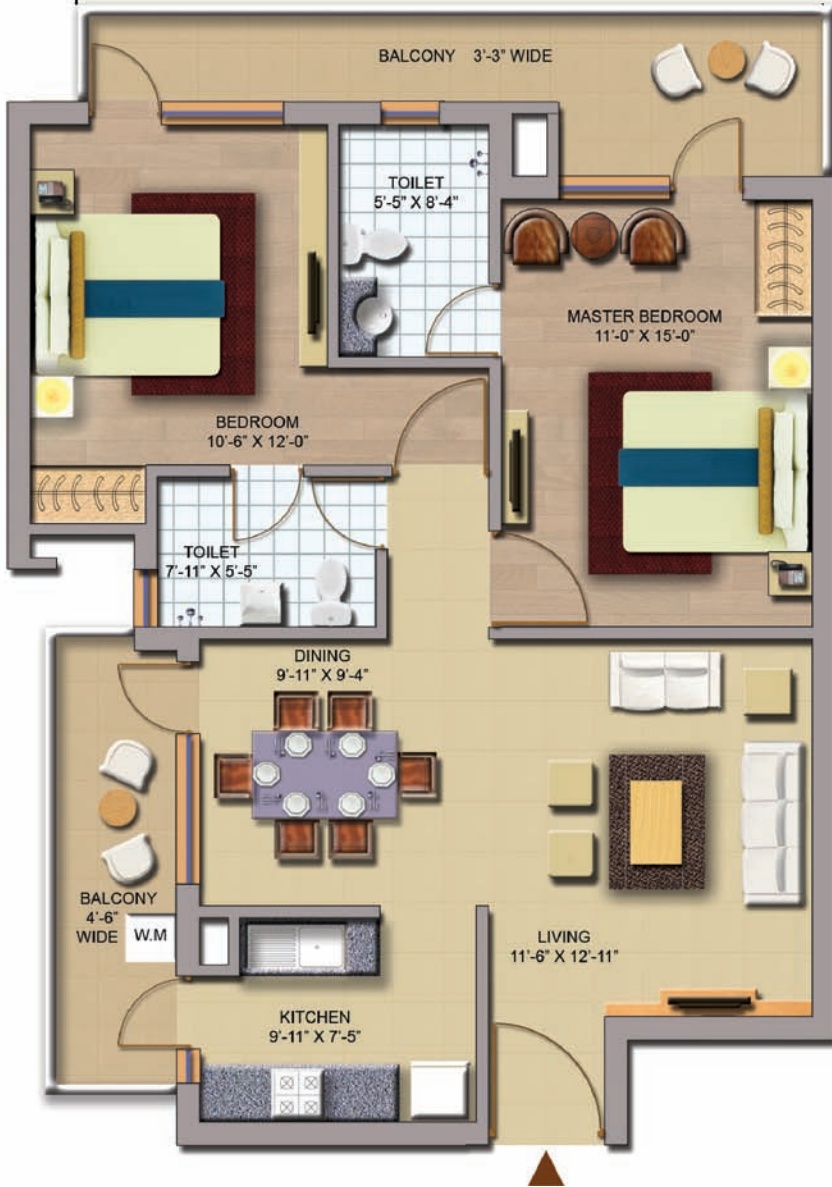 BALCONY 3'-3" WIDE
TOILET
5'-5" X 8'-4"
MASTER BEDROOM
11'-0" X 15'-0"
BEDROOM
10'-6" X 12'-0"
TOILET
7'-11" X 5'-5"
DINING
9'-11" X 9'-4"
BALCONY
4'-6"
WIDE
W.M
LIVING
11'-6" X 12'-11"
KITCHEN
9'-11" X 7'-5"